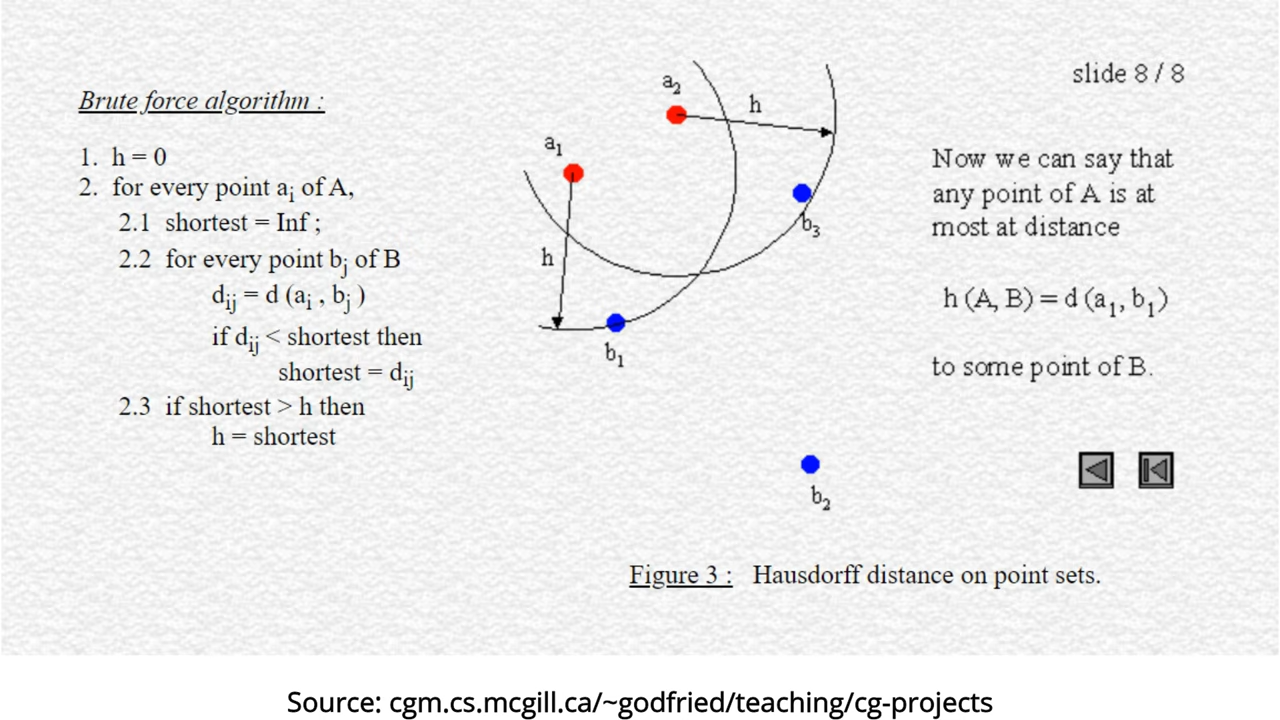 slide 8 / 8
Brute force algorithm :
1. h = 0
2. for every point aᵢ of A,
2.1 shortest = Inf ;
2.2 for every point bⱼ of B
dᵢⱼ = d (aᵢ , bⱼ )
if dᵢⱼ < shortest then
shortest = dᵢⱼ
2.3 if shortest > h then
h = shortest
a₂
h
a₁
b₃
h
b₁
b₂
Now we can say that
any point of A is at
most at distance
h (A, B) = d (a₁, b₁)
to some point of B.
Figure 3 : Hausdorff distance on point sets.
Source: cgm.cs.mcgill.ca/~godfried/teaching/cg-projects